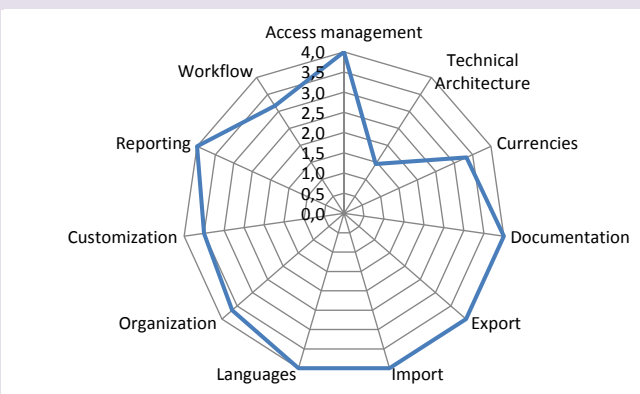 Access management
4,0
3,5
3,0
2,5
2,0
1,5
1,0
0,5
0,0
Technical
Architecture
Currencies
Documentation
Export
Import
Languages
Organization
Customization
Reporting
Workflow